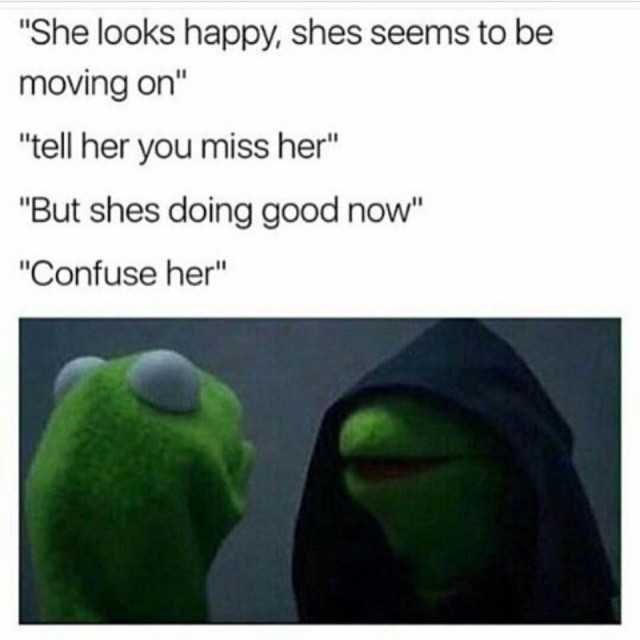 "She looks happy, shes seems to be
moving on"
"tell her you miss her"
"But shes doing good now"
"Confuse her"